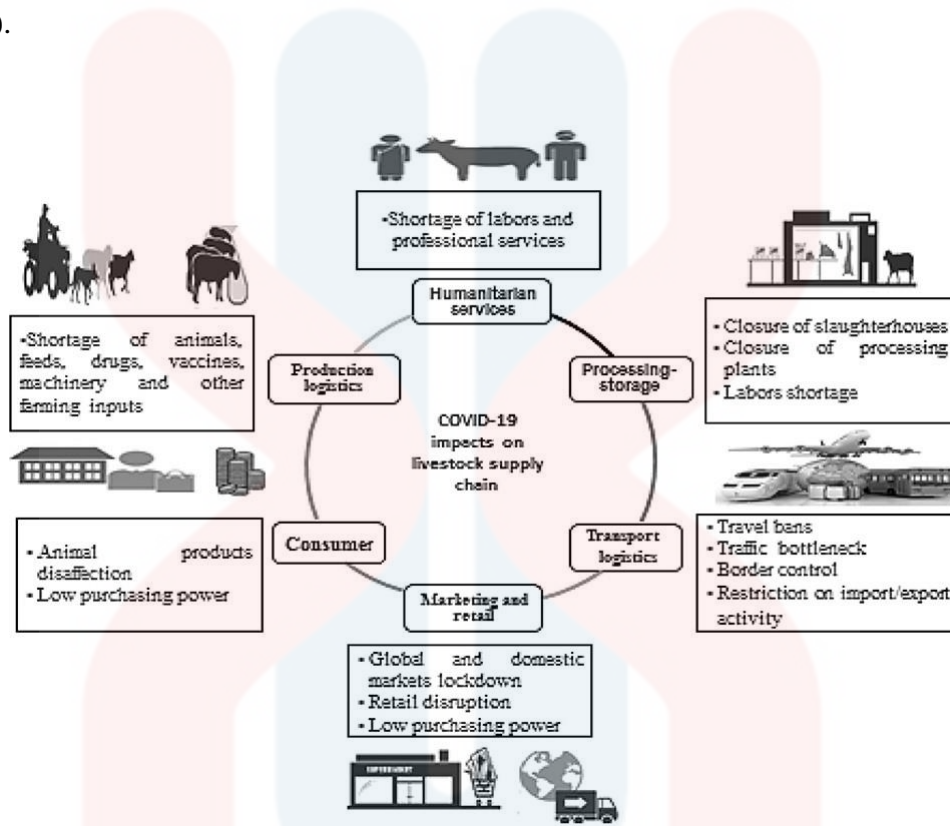 ).
▪Shortage of labors and
professional services
Humanitarian
services
▪Shortage of animals,
feeds, drugs, vaccines,
machinery and other
farming inputs
Production
logistics
Processing-
storage
▪ Closure of slaughterhouses
▪ Closure of processing
plants
▪ Labors shortage
COVID-19
impacts on
livestock supply
chain
▪ Animal products
disaffection
▪ Low purchasing power
Consumer
Transport
logistics
▪ Travel bans
▪ Traffic bottleneck
▪ Border control
▪ Restriction on import/export
activity
Marketing and
retail
▪ Global and domestic
markets lockdown
▪ Retail disruption
▪ Low purchasing power
SUPERMARKET